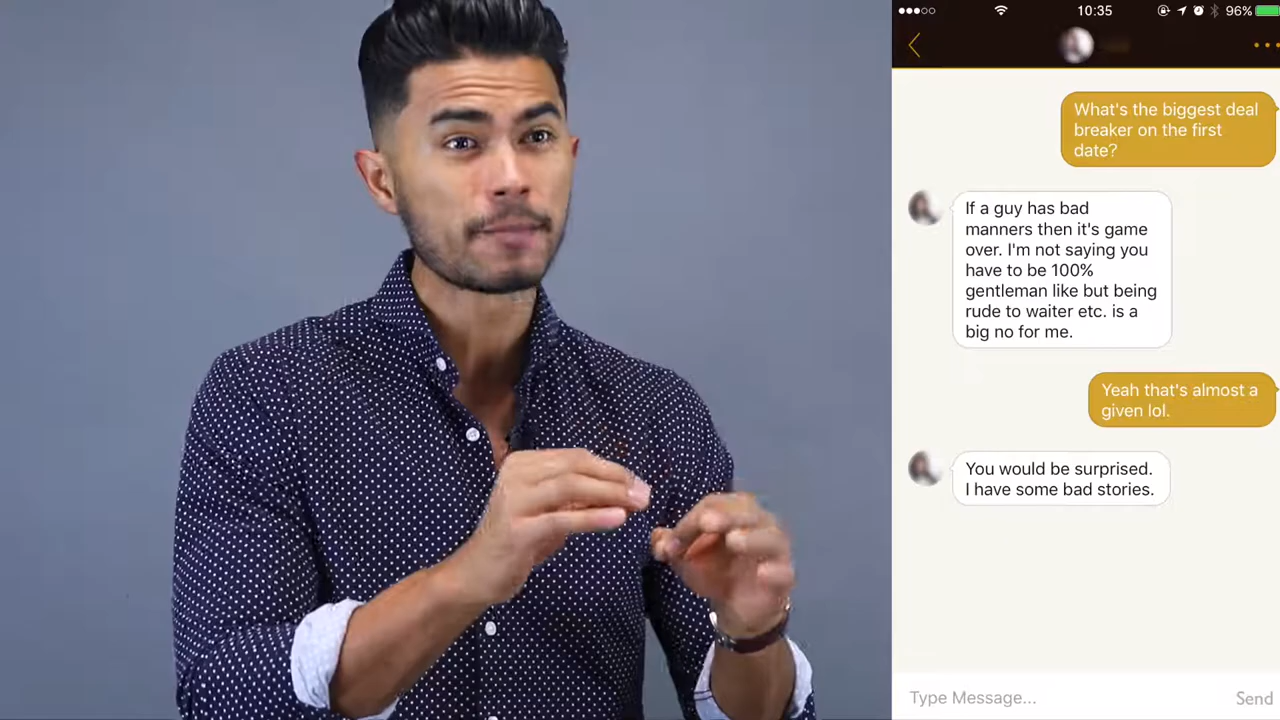 10:35
96%
What's the biggest deal
breaker on the first
date?
If a guy has bad
manners then it's game
over. I'm not saying you
have to be 100%
gentleman like but being
rude to waiter etc. is a
big no for me.
Yeah that's almost a
given lol.
You would be surprised.
I have some bad stories.
Type Message...
Send